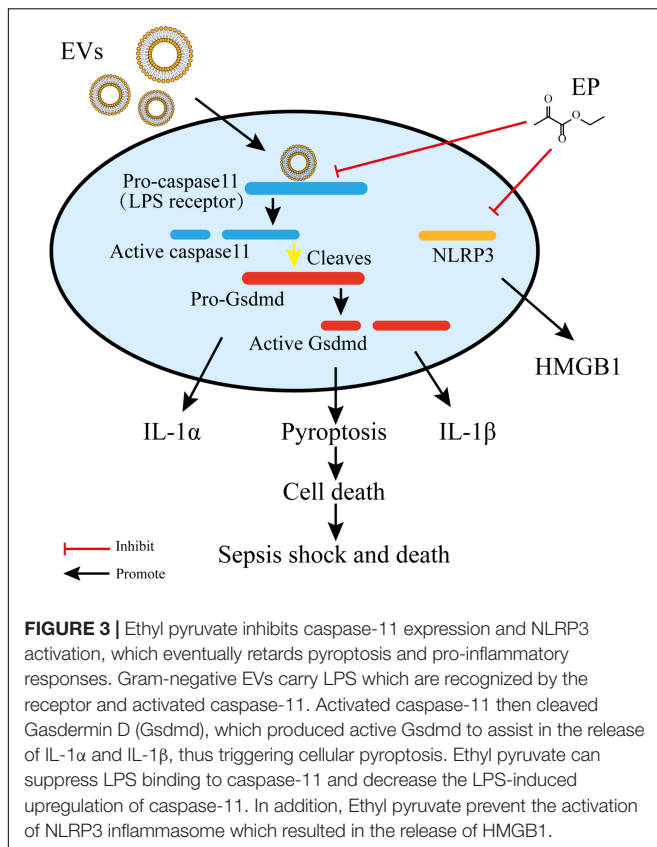 EVs
EP
O
O
O
Pro-caspase11
(LPS receptor)
Active caspase11
Cleaves
NLRP3
Pro-Gsdmd
Active Gsdmd
HMGB1
IL-1α
Pyroptosis
IL-1β
Cell death
Sepsis shock and death
Inhibit
Promote
FIGURE 3 | Ethyl pyruvate inhibits caspase-11 expression and NLRP3
activation, which eventually retards pyroptosis and pro-inflammatory
responses. Gram-negative EVs carry LPS which are recognized by the
receptor and activated caspase-11. Activated caspase-11 then cleaved
Gasdermin D (Gsdmd), which produced active Gsdmd to assist in the release
of IL-1α and IL-1β, thus triggering cellular pyroptosis. Ethyl pyruvate can
suppress LPS binding to caspase-11 and decrease the LPS-induced
upregulation of caspase-11. In addition, Ethyl pyruvate prevent the activation
of NLRP3 inflammasome which resulted in the release of HMGB1.